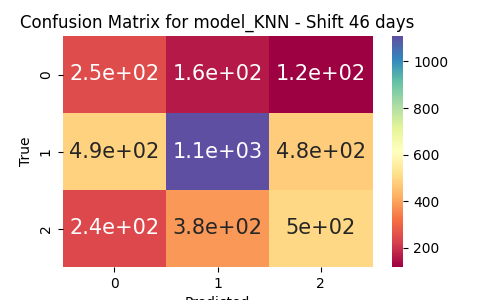 Confusion Matrix for model_KNN - Shift 46 days
0 2.5e+02 1.6e+02 1.2e+02
1 4.9e+02 1.1e+03 4.8e+02
2 2.4e+02 3.8e+02 5e+02
0 1 2
True
Predicted
1000
800
600
400
200